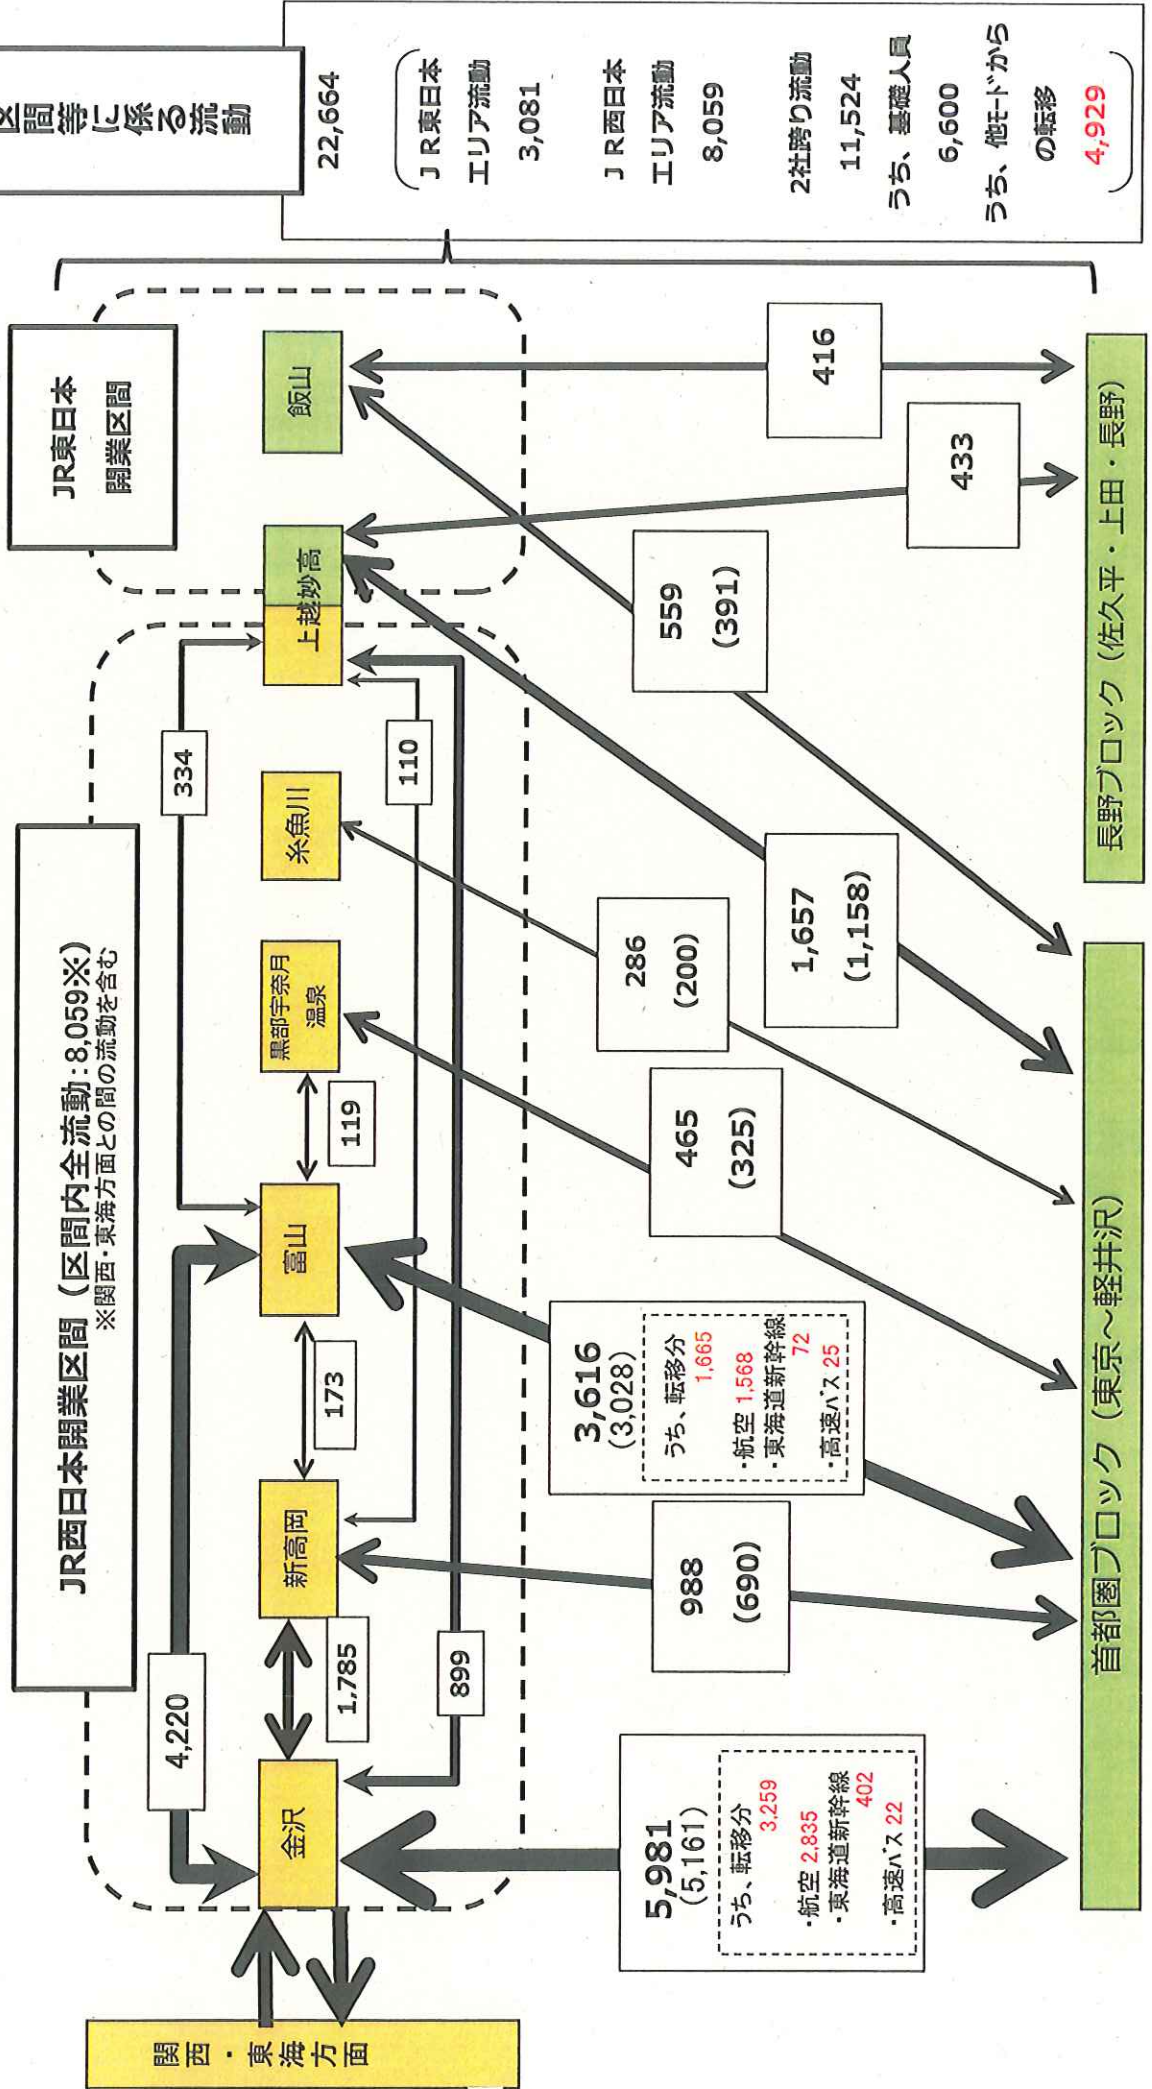 JR西日本開業区間（区間内全流動：8,059※）
※関西・東海方面との間の流動を含む
JR東日本
開業区間
区間等に係る流動
22,664
ＪＲ東日本
エリア流動
3,081
ＪＲ西日本
エリア流動
8,059
2社跨り流動
11,524
うち、基礎人員
6,600
うち、他ﾓｰﾄﾞから
の転移
4,929
4,220
334
関西・東海方面
金沢
新高岡
富山
黒部宇奈月
温泉
糸魚川
上越妙高
飯山
1,785
173
119
110
899
5,981
(5,161)
うち、転移分
3,259
・航空 2,835
・東海道新幹線
402
・高速ﾊﾞｽ 22
988
(690)
3,616
(3,028)
うち、転移分
1,665
・航空 1,568
・東海道新幹線
72
・高速ﾊﾞｽ 25
465
(325)
286
(200)
1,657
(1,158)
559
(391)
433
416
首都圏ブロック（東京～軽井沢）
長野ブロック（佐久平・上田・長野）